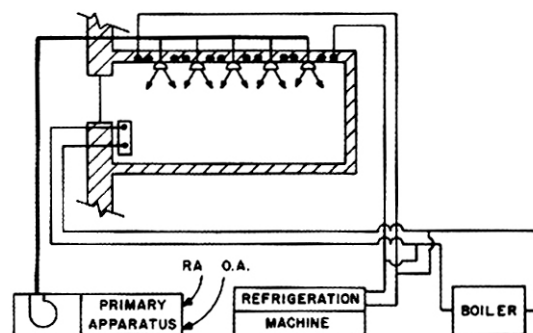 RA O.A.
PRIMARY
APPARATUS
REFRIGERATION
MACHINE
BOILER